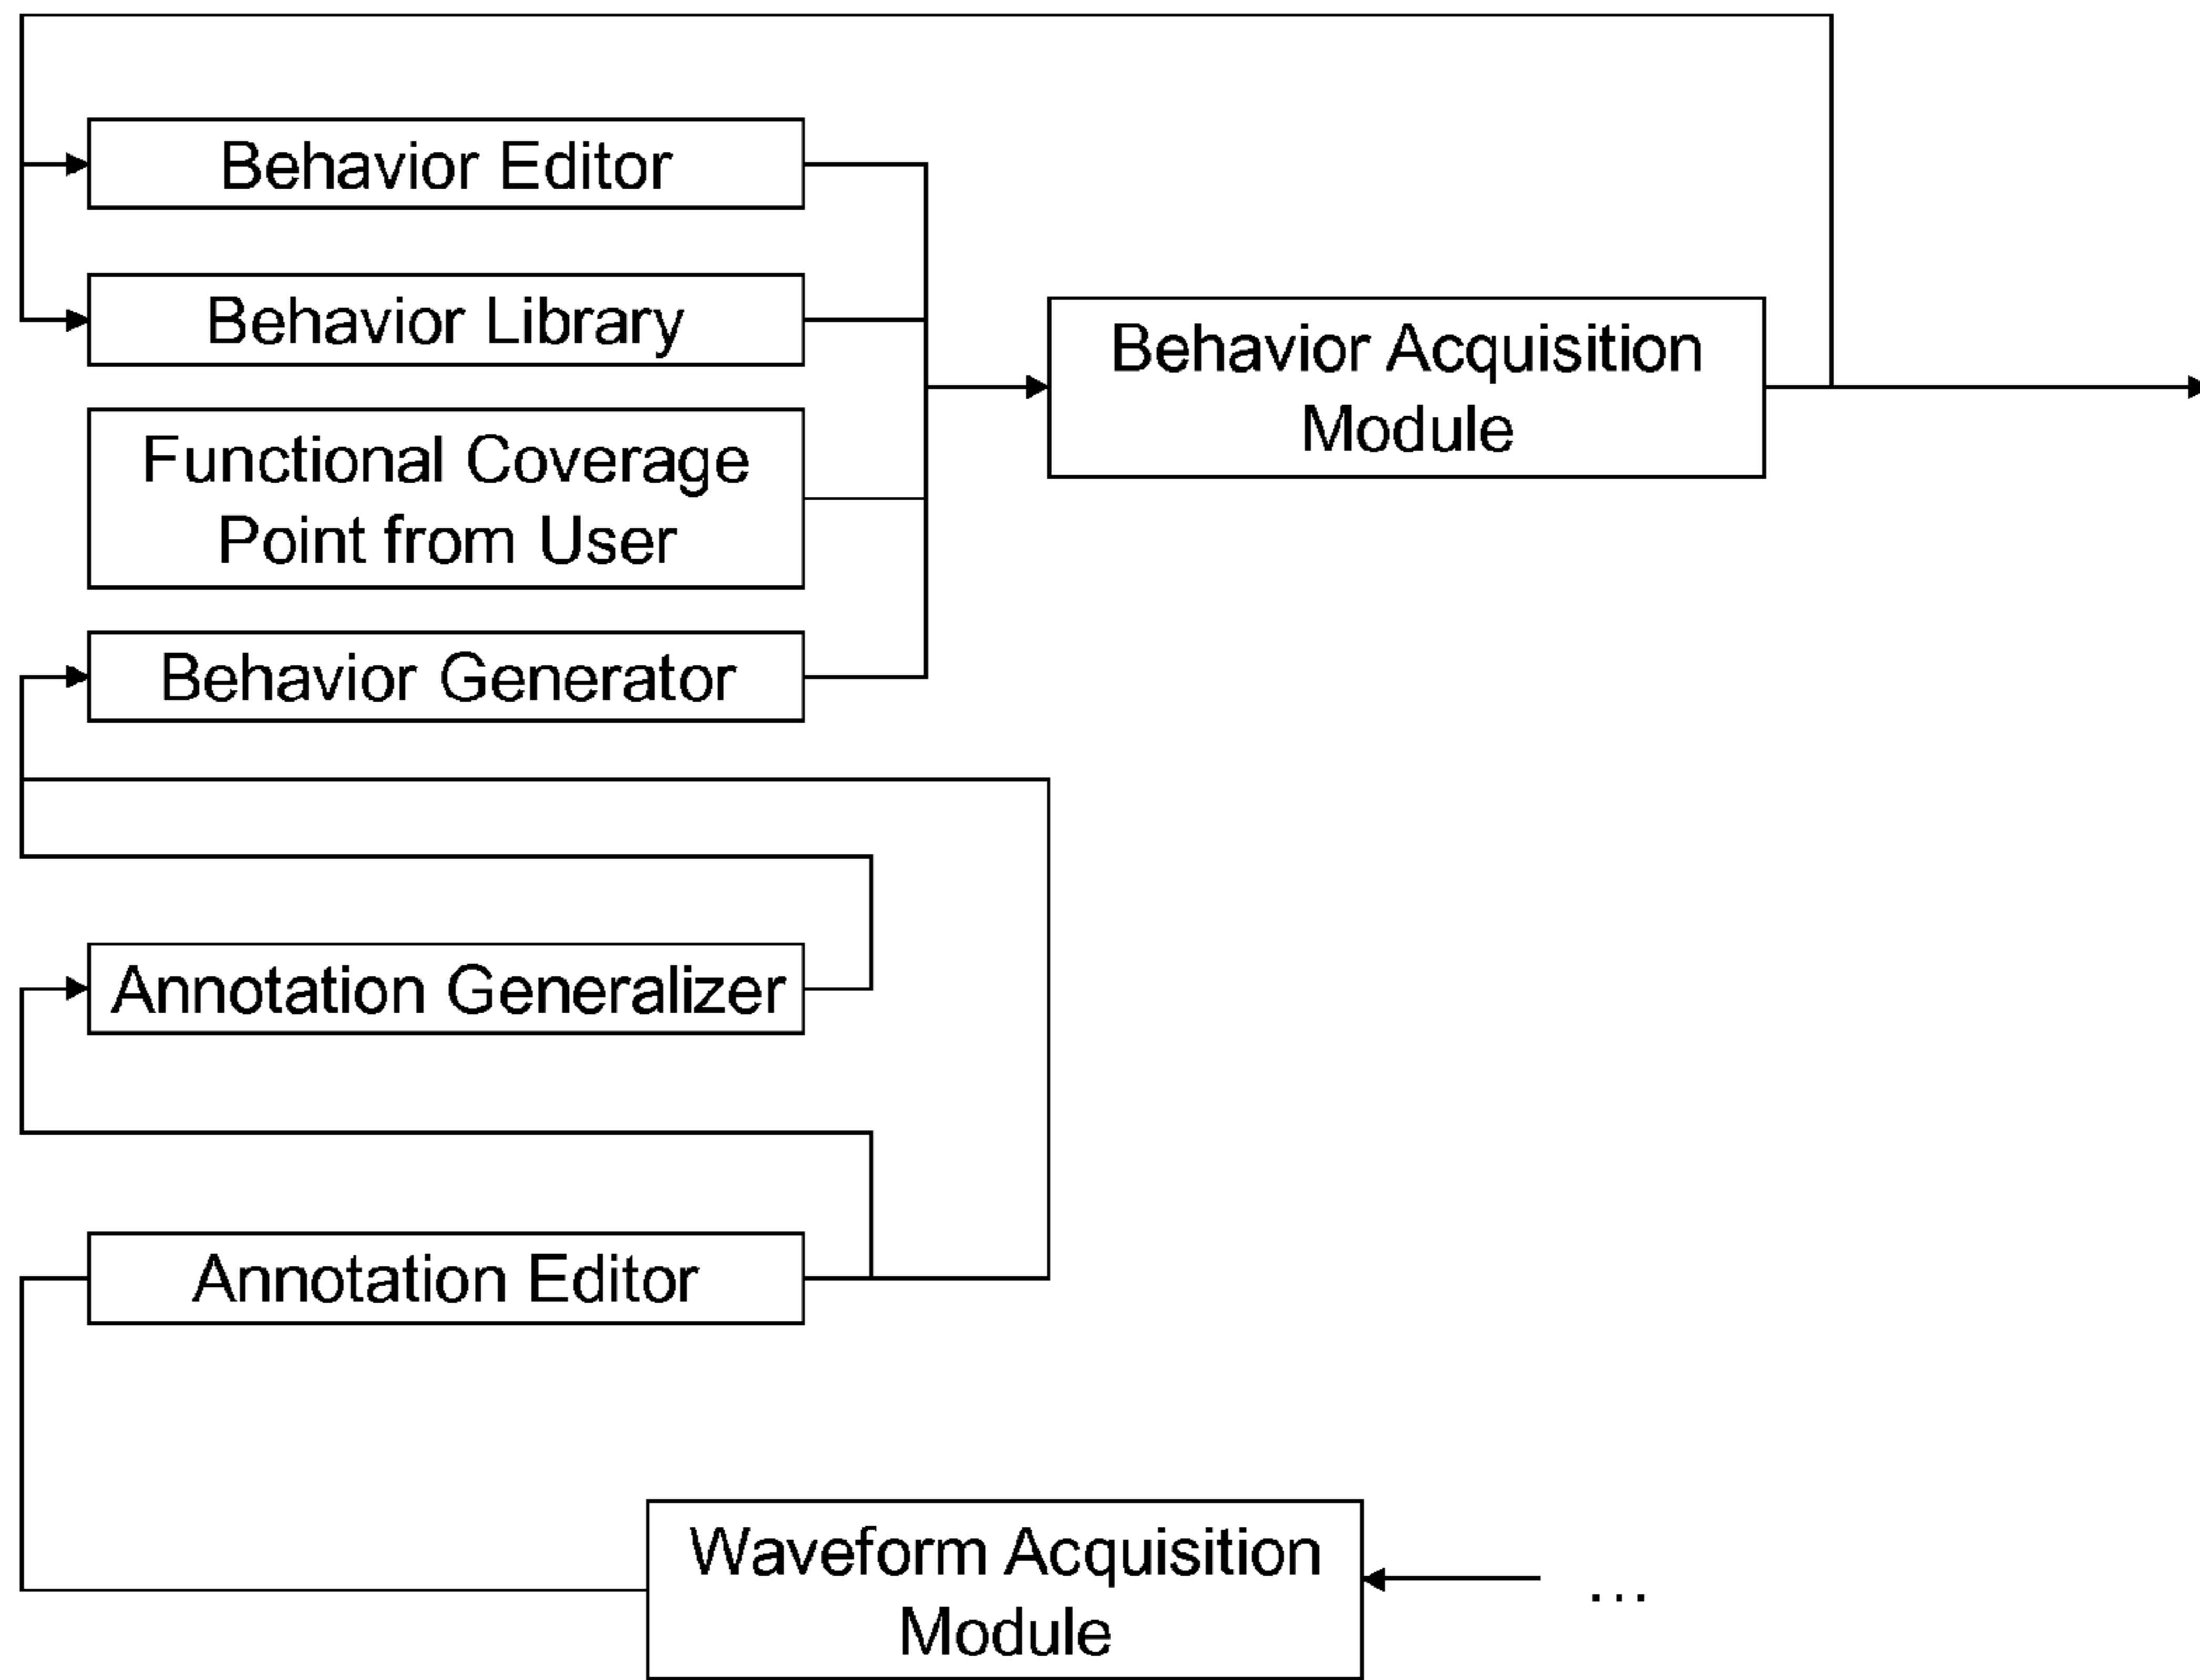 Behavior Editor
Behavior Library
Behavior Acquisition
Module
Functional Coverage
Point from User
Behavior Generator
Annotation Generalizer
Annotation Editor
Waveform Acquisition
Module
...